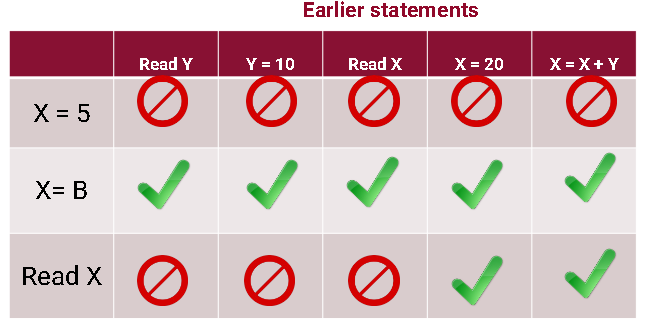 Earlier statements
Read Y Y = 10 Read X X = 20 X = X + Y
X = 5
X= B
Read X